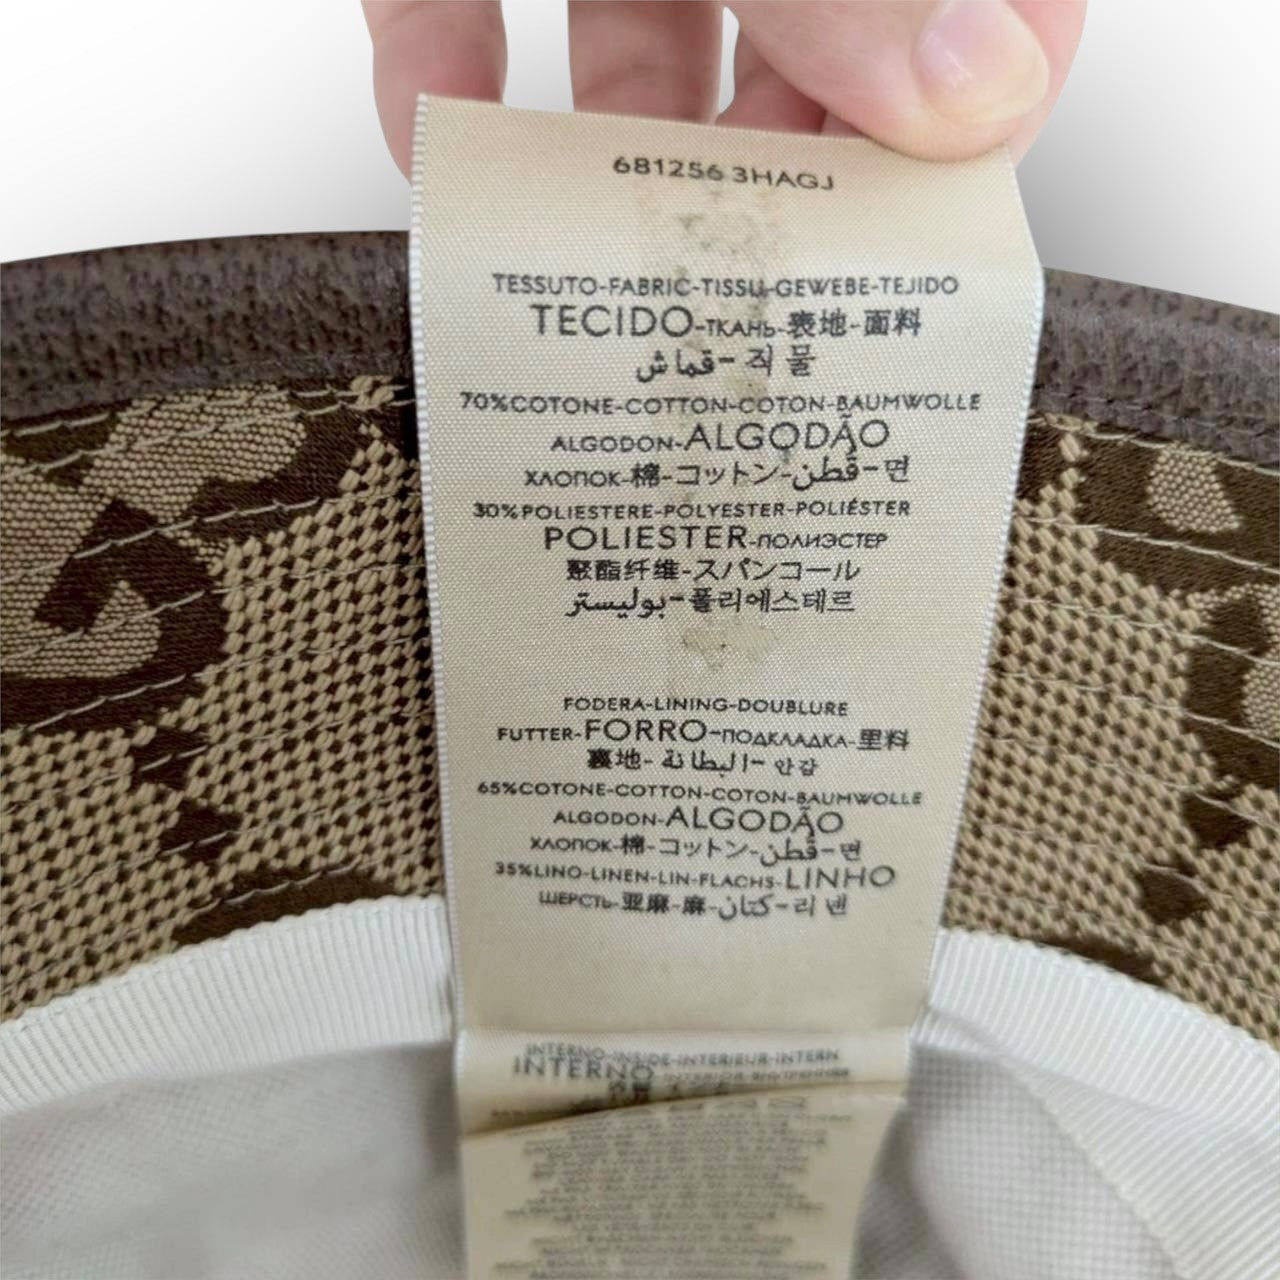 681256 3HAGJ
TESSUTO-FABRIC-TISSU-GEWEBE-TEJIDO
TECIDO-ТКАНЬ-表地-面料
قماش-직물
70%COTONE-COTTON-COTON-BAUMWOLLE
ALGODON-ALGODÃO
ХЛОПОК-棉-コットン-قطن-면
30%POLIESTERE-POLYESTER-POLIÉSTER
POLIESTER-ПОЛИЭСТЕР
聚酯纤维-スパンコール
بوليستر-폴리에스테르
FODERA-LINING-DOUBLURE
FUTTER-FORRO-ПОДКЛАДКА-里料
裏地-البطانة-안감
65%COTONE-COTTON-COTON-BAUMWOLLE
ALGODON-ALGODÃO
ХЛОПОК-棉-コットン-قطن-면
35%LINO-LINEN-LIN-FLACHS-LINHO
ШЕРСТЬ-亚麻-麻-كتان-리넨
INTERNO-INSIDE-INTERIEUR-INTERN
INTERNO